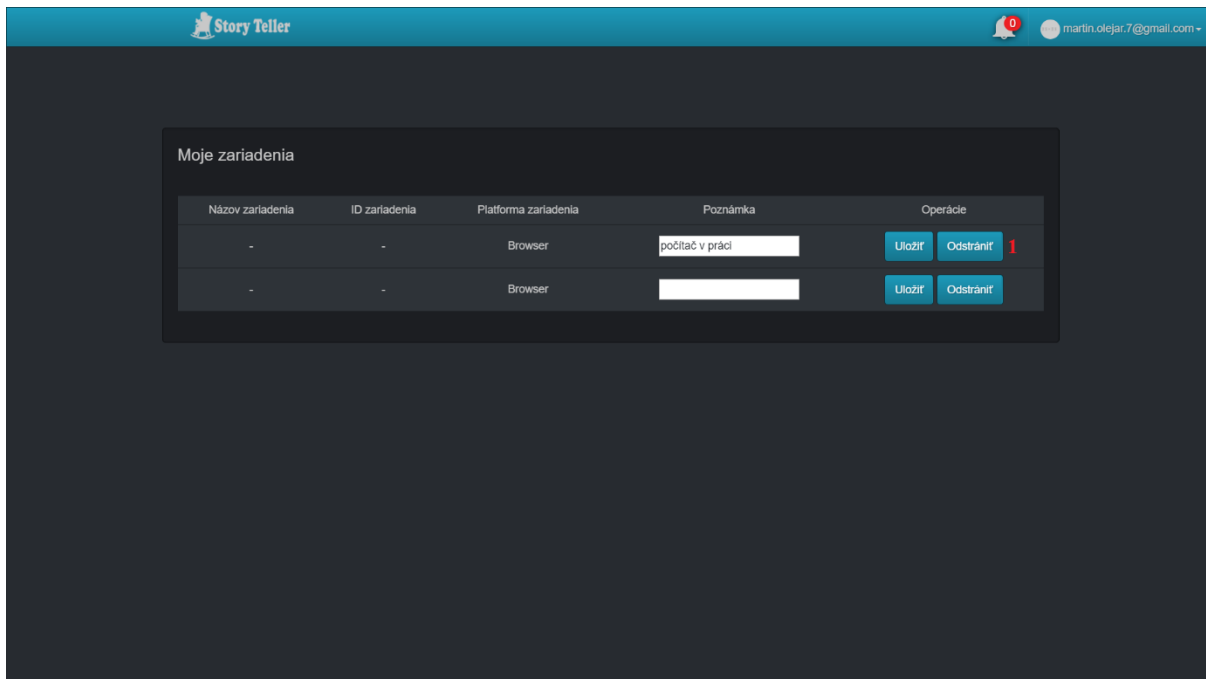 Story Teller 0 martin.olejar.7@gmail.com
Moje zariadenia
Názov zariadenia ID zariadenia Platforma zariadenia Poznámka Operácie
- - Browser počítač v práci Uložiť Odstrániť 1
- - Browser Uložiť Odstrániť